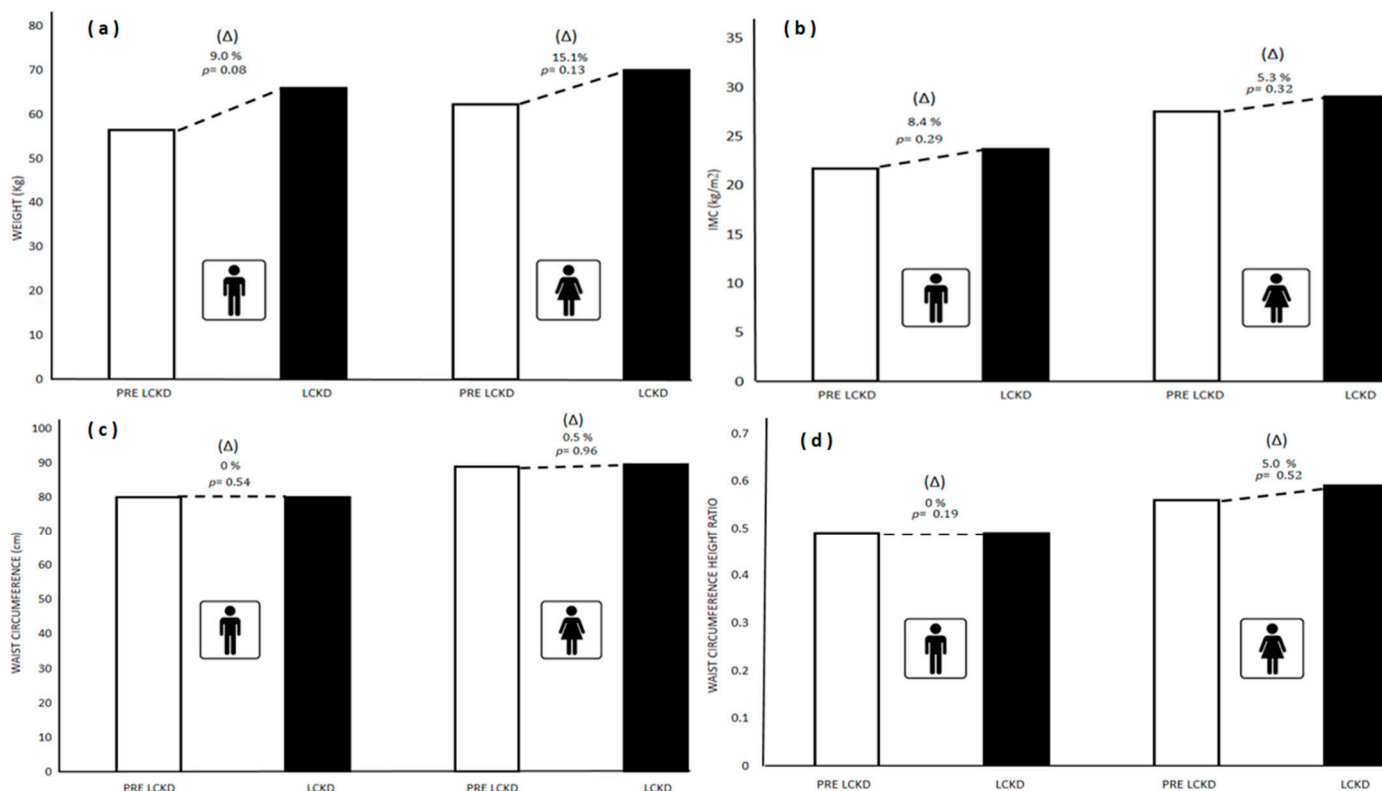 ( a )
(Δ)
9.0 %
p= 0.08
(Δ)
15.1%
p= 0.13
80
70
60
50
40
30
20
10
0
WEIGHT (Kg)
PRE LCKD
LCKD
PRE LCKD
LCKD
( b )
(Δ)
8.4 %
p= 0.29
(Δ)
5.3 %
p= 0.32
35
30
25
20
15
10
5
0
IMC (kg/m2)
PRE LCKD
LCKD
PRE LCKD
LCKD
( c )
(Δ)
0 %
p= 0.54
(Δ)
0.5 %
p= 0.96
100
90
80
70
60
50
40
30
20
10
0
WAIST CIRCUMFERENCE (cm)
PRE LCKD
LCKD
PRE LCKD
LCKD
( d )
(Δ)
0 %
p= 0.19
(Δ)
5.0 %
p= 0.52
0.7
0.6
0.5
0.4
0.3
0.2
0.1
0
WAIST CIRCUMFERENCE HEIGHT RATIO
PRE LCKD
LCKD
PRE LCKD
LCKD